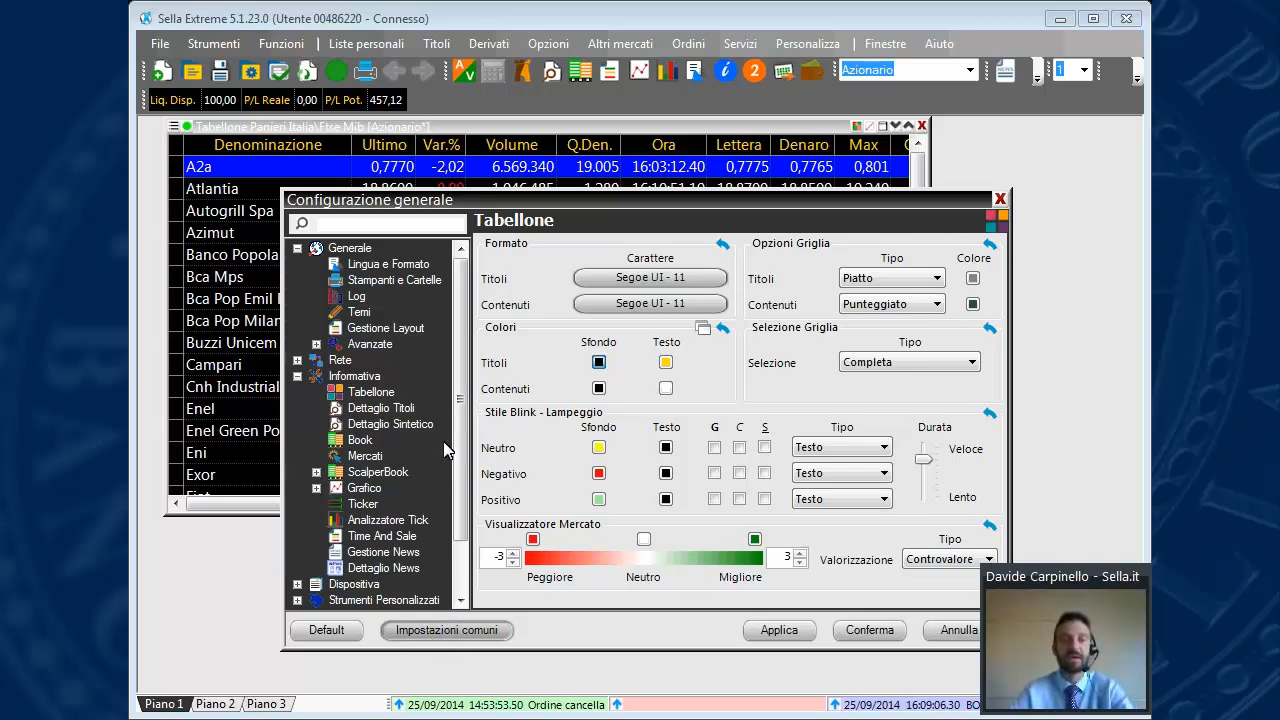 Sella Extreme 5.1.23.0 (Utente 00486220 - Connesso)
File Strumenti Funzioni Liste personali Titoli Derivati Opzioni Altri mercati Ordini Servizi Personalizza Finestre Aiuto
2 Azionario NEWS 1
Liq. Disp. 100,00 P/L Reale 0,00 P/L Pot. 457,12
Tabellone Panieri Italia\Ftse Mib [Azionario*]
Denominazione Ultimo Var.% Volume Q.Den. Ora Lettera Denaro Max
A2a 0,7770 -2,02 6.569.340 19.005 16:03:12.40 0,7775 0,7765 0,801
Atlantia
Autogrill Spa
Azimut
Banco Popola
Bca Mps
Bca Pop Emil
Bca Pop Milar
Buzzi Unicem
Campari
Cnh Industrial
Enel
Enel Green Po
Eni
Exor
Configurazione generale
Generale
Lingua e Formato
Stampanti e Cartelle
Log
Temi
Gestione Layout
Avanzate
Rete
Informativa
Tabellone
Dettaglio Titoli
Dettaglio Sintetico
Book
Mercati
ScalperBook
Grafico
Ticker
Analizzatore Tick
Time And Sale
Gestione News
Dettaglio News
Dispositiva
Strumenti Personalizzati
Tabellone
Formato
Carattere
Titoli Segoe UI - 11
Contenuti Segoe UI - 11
Opzioni Griglia
Tipo Colore
Titoli Piatto
Contenuti Punteggiato
Colori
Sfondo Testo
Titoli
Contenuti
Selezione Griglia
Tipo
Selezione Completa
Stile Blink - Lampeggio
Sfondo Testo G C S Tipo Durata
Neutro Testo Veloce
Negativo Testo
Positivo Testo Lento
Visualizzatore Mercato
-3 3
Peggiore Neutro Migliore
Tipo
Valorizzazione Controvalore
Default Impostazioni comuni Applica Conferma Annulla
Davide Carpinello - Sella.it
Piano 1 Piano 2 Piano 3 25/09/2014 14:53:53.50 Ordine cancella 25/09/2014 16:09:06.30 BO